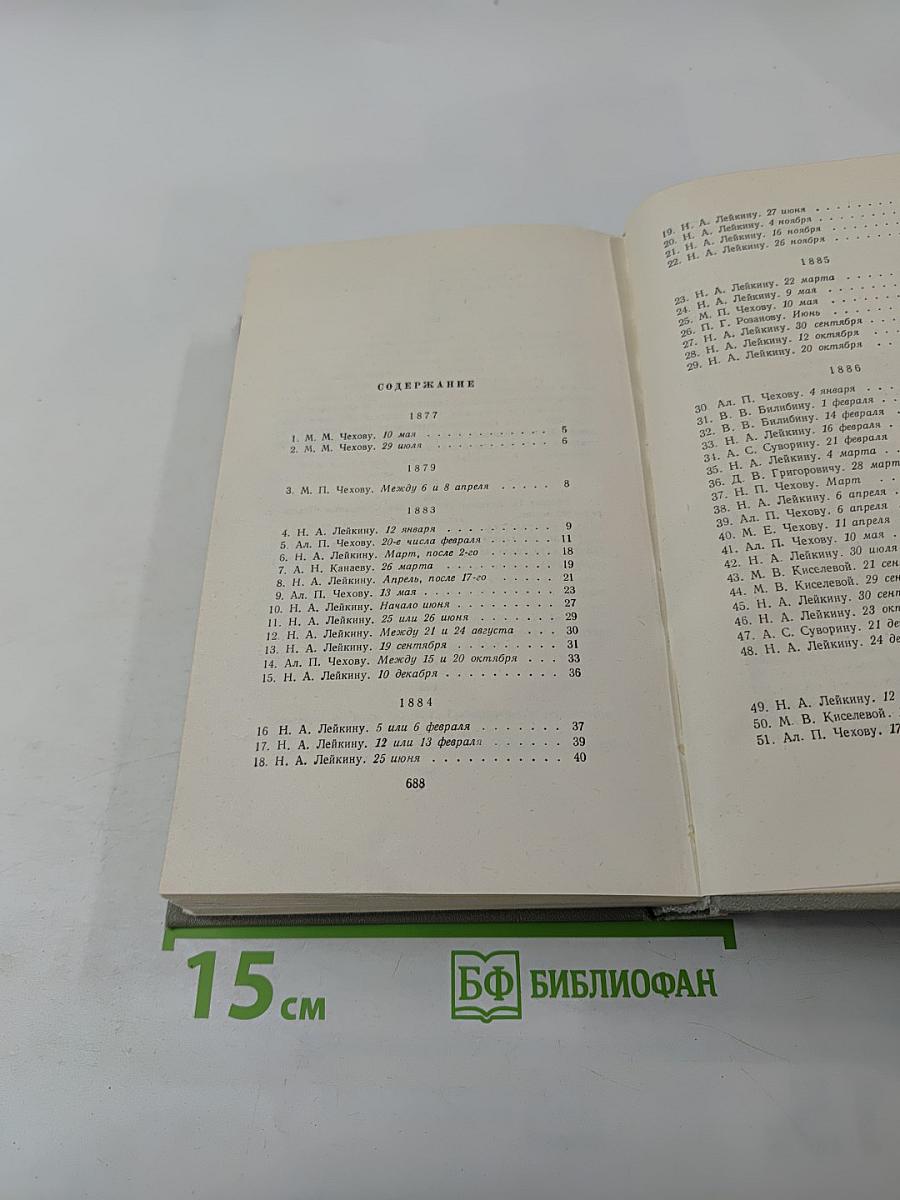 СОДЕРЖАНИЕ
1877
1. М. М. Чехову. 10 мая . . . . . . . . . . . . 5
2. М. М. Чехову. 29 июля . . . . . . . . . . . 6
1879
3. М. П. Чехову. Между 6 и 8 апреля . . . . . 8
1883
4. Н. А. Лейкину. 12 января . . . . . . . . . . 9
5. Ал. П. Чехову. 20-е числа февраля . . . . . . 11
6. Н. А. Лейкину. Март, после 2-го . . . . . . . 18
7. А. Н. Канаеву. 26 марта . . . . . . . . . . 19
8. Н. А. Лейкину. Апрель, после 17-го . . . . . 21
9. Ал. П. Чехову. 13 мая . . . . . . . . . . . 23
10. Н. А. Лейкину. Начало июня . . . . . . . . . 27
11. Н. А. Лейкину. 25 или 26 июня . . . . . . . 29
12. Н. А. Лейкину. Между 21 и 24 августа . . . 30
13. Н. А. Лейкину. 19 сентября . . . . . . . . . 31
14. Ал. П. Чехову. Между 15 и 20 октября . . . 33
15. Н. А. Лейкину. 10 декабря . . . . . . . . . . 36
1884
16 Н. А. Лейкину. 5 или 6 февраля . . . . . . . 37
17. Н. А. Лейкину. 12 или 13 февраля . . . . . . 39
18. Н. А. Лейкину. 25 июня . . . . . . . . . . . 40
688
19. Н. А. Лейкину. 27 июня . . . . . . . .
20. Н. А. Лейкину. 4 ноября . . . . . . . .
21. Н. А. Лейкину. 16 ноября . . . . . . .
22. Н. А. Лейкину. 26 ноября . . . . . . .
1885
23. Н. А. Лейкину. 22 марта . . . . . .
24. Н. А. Лейкину. 9 мая . . . . . . .
25. М. П. Чехову. 10 мая . . . . . . .
26. П. Г. Розанову. Июнь . . . . . . .
27. Н. А. Лейкину. 30 сентября . . . .
28. Н. А. Лейкину. 12 октября . . . .
29. Н. А. Лейкину. 20 октября . . . .
1886
30. Ал. П. Чехову. 4 января . . . .
31. В. В. Билибину. 1 февраля . . .
32. В. В. Билибину. 14 февраля . . .
33. Н. А. Лейкину. 16 февраля . . .
34. А. С. Суворину. 21 февраля
35. Н. А. Лейкину. 4 марта . . .
36. Д. В. Григоровичу. 28 март
37. Н. П. Чехову. Март . . .
38. Н. А. Лейкину. 6 апреля . .
39. Ал. П. Чехову. 6 апреля .
40. М. Е. Чехову. 11 апреля
41. Ал. П. Чехову. 10 мая .
42. Н. А. Лейкину. 30 июля
43. М. В. Киселевой. 21 сен
44. М. В. Киселевой. 29 сен
45. Н. А. Лейкину. 30 сент
46. Н. А. Лейкину. 23 окт
47. А. С. Суворину. 21 де
48. Н. А. Лейкину. 24 де
49. Н. А. Лейкину. 12
50. М. В. Киселевой.
51. Ал. П. Чехову. 17
15 см
БФ БИБЛИОФАН